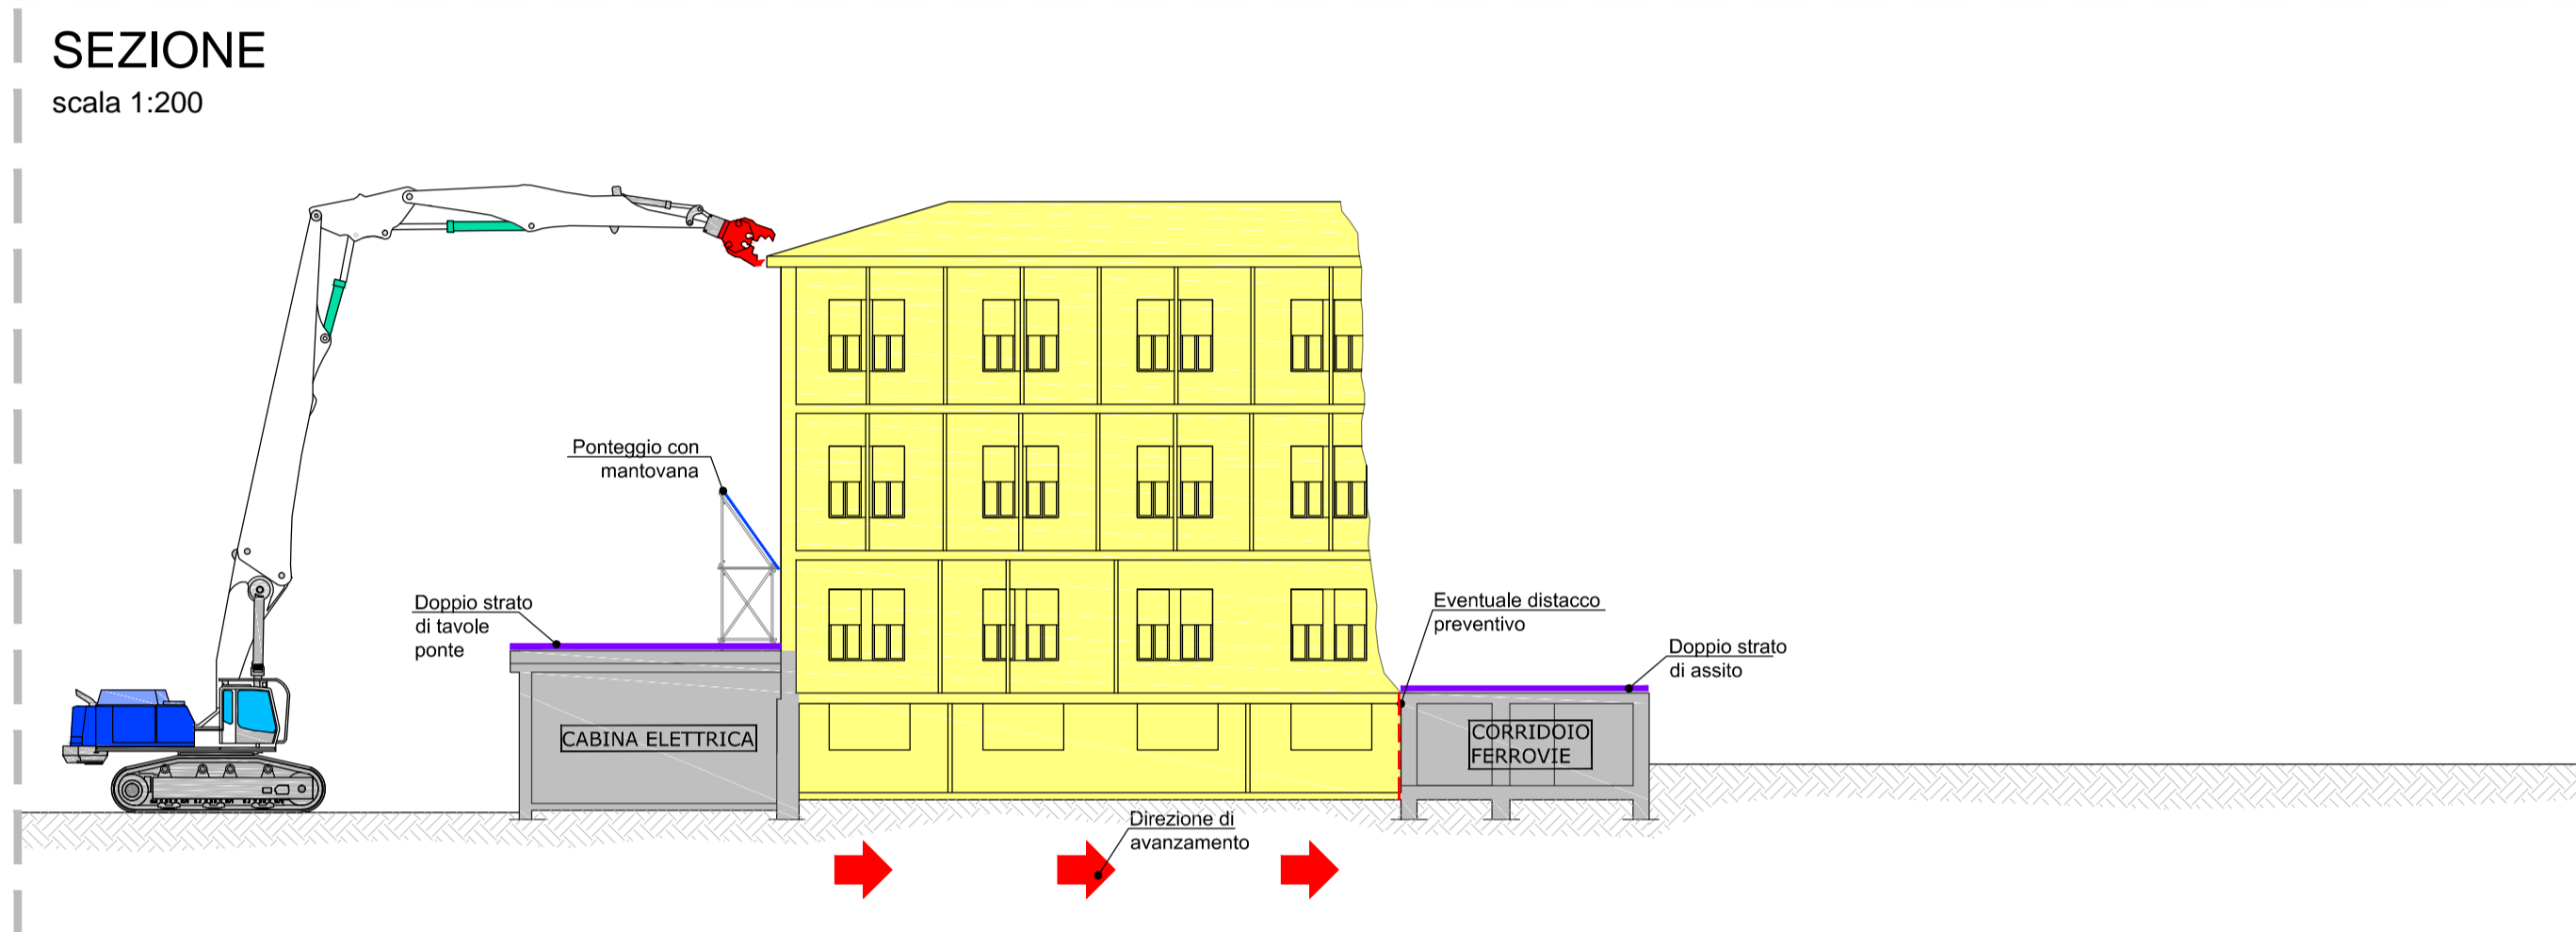 SEZIONE
scala 1:200
Ponteggio con
mantovana
Doppio strato
di tavole
ponte
Eventuale distacco
preventivo
Doppio strato
di assito
CABINA ELETTRICA
CORRIDOIO
FERROVIE
Direzione di
avanzamento